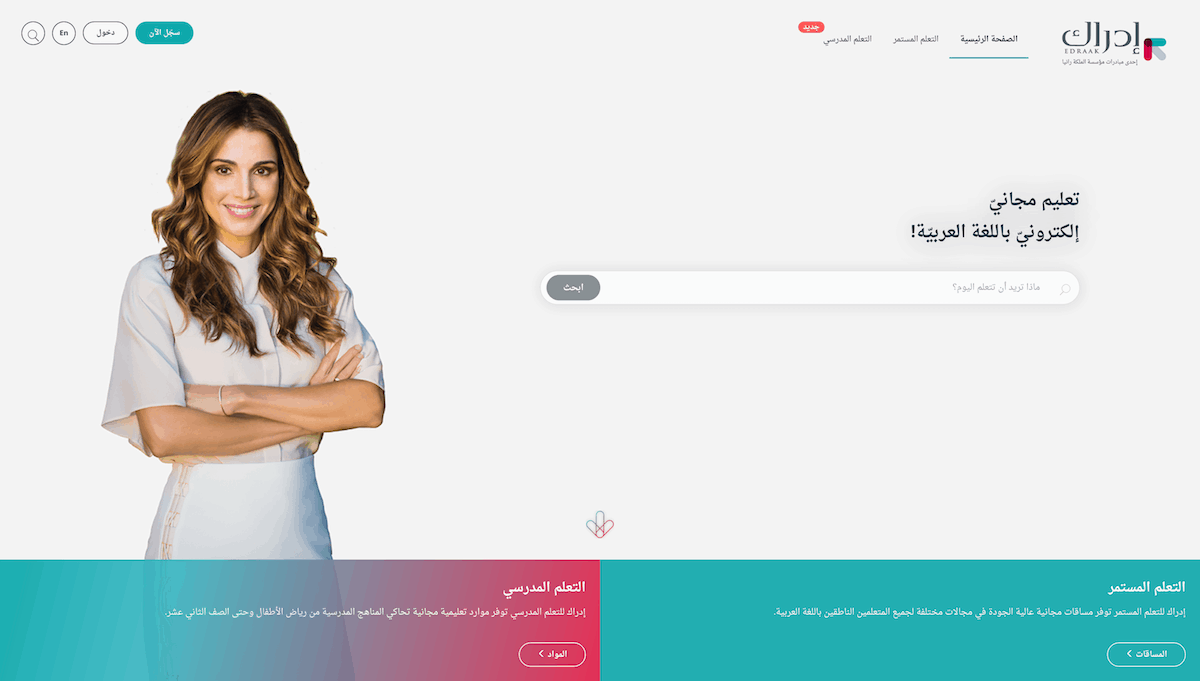 إدراك
EDRAAK
إحدى مبادرات مؤسسة الملكة رانيا
الصفحة الرئيسية
التعلم المستمر
التعلم المدرسي
جديد
سجّل الآن
دخول
En
تعليم مجانيّ
إلكترونيّ باللغة العربيّة!
ماذا تريد أن تتعلم اليوم؟
ابحث
التعلم المستمر
إدراك للتعلم المستمر توفر مساقات مجانية عالية الجودة في مجالات مختلفة لجميع المتعلمين الناطقين باللغة العربية.
المساقات
التعلم المدرسي
إدراك للتعلم المدرسي توفر موارد تعليمية مجانية تحاكي المناهج المدرسية من رياض الأطفال وحتى الصف الثاني عشر.
المواد